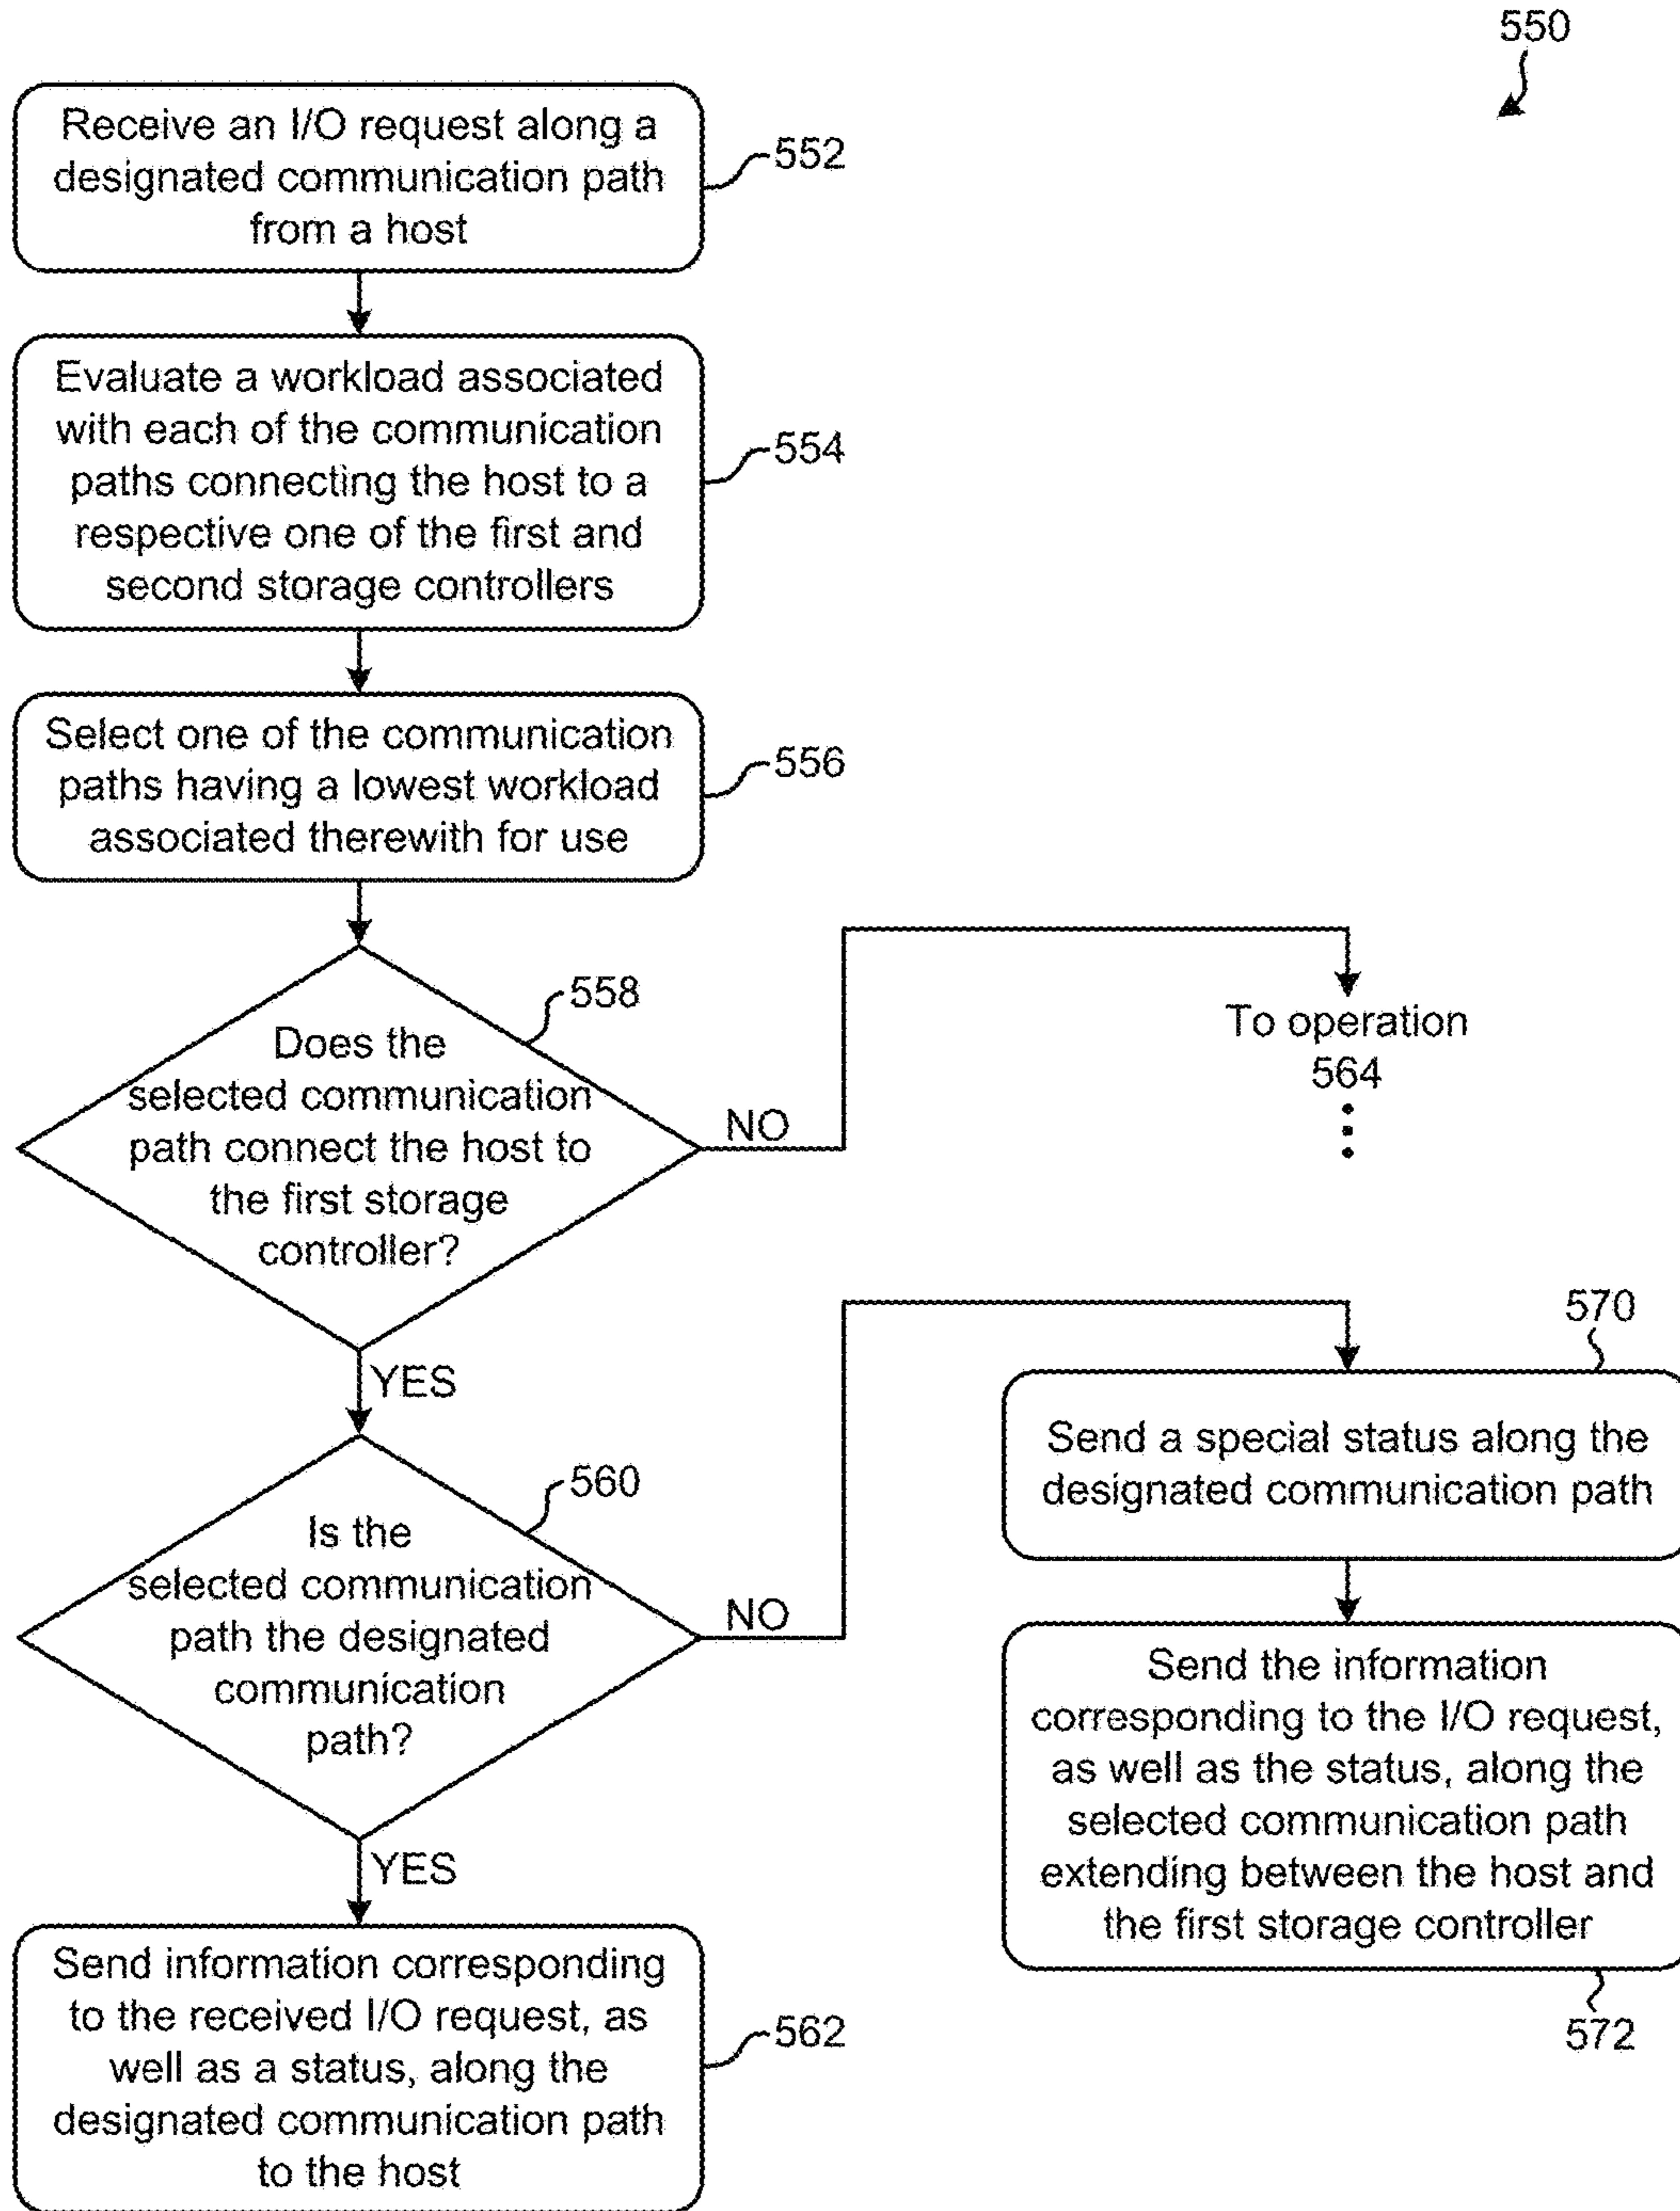 550
Receive an I/O request along a
designated communication path
from a host
552
Evaluate a workload associated
with each of the communication
paths connecting the host to a
respective one of the first and
second storage controllers
554
Select one of the communication
paths having a lowest workload
associated therewith for use
556
558
Does the
selected communication
path connect the host to
the first storage
controller?
NO
To operation
564
YES
560
Is the
selected communication
path the designated
communication
path?
NO
570
Send a special status along the
designated communication path
Send the information
corresponding to the I/O request,
as well as the status, along the
selected communication path
extending between the host and
the first storage controller
572
YES
Send information corresponding
to the received I/O request, as
well as a status, along the
designated communication path
to the host
562